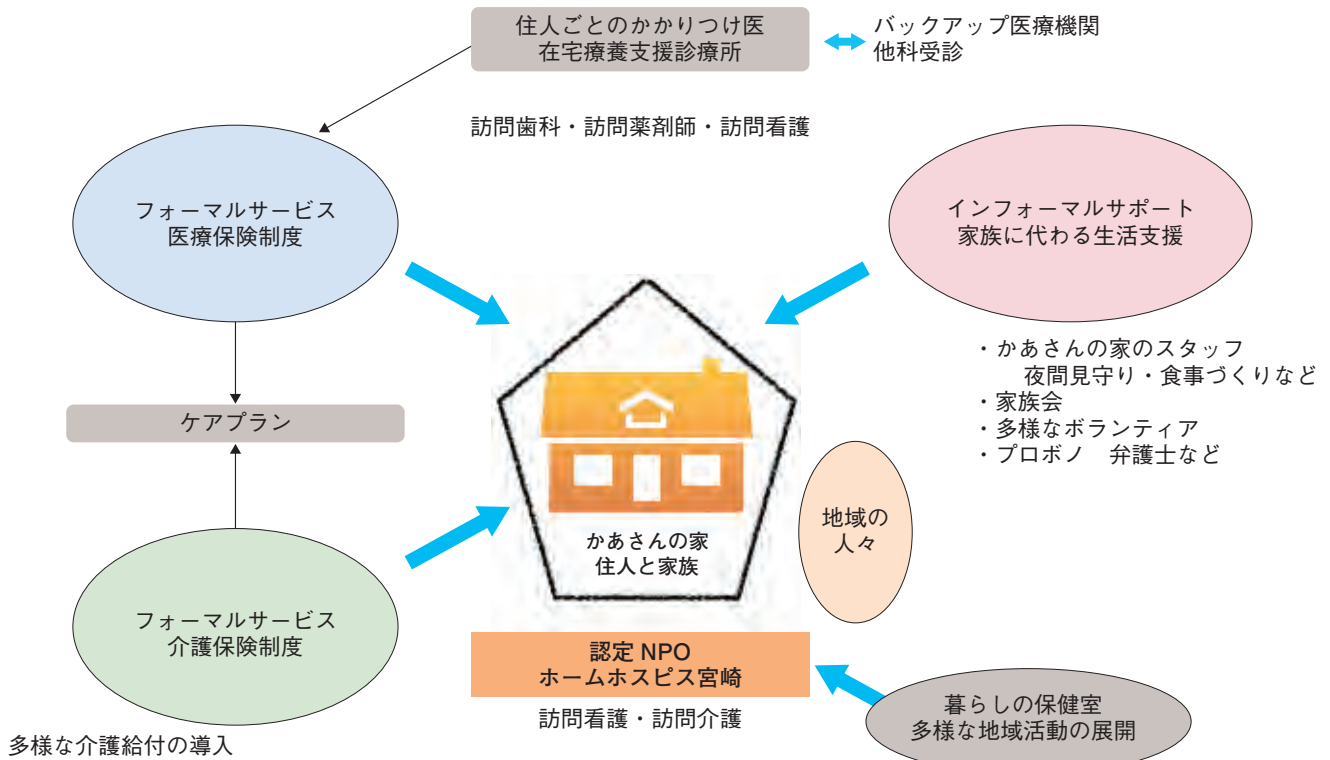 住人ごとのかかりつけ医
在宅療養支援診療所
バックアップ医療機関
他科受診
訪問歯科・訪問薬剤師・訪問看護
フォーマルサービス
医療保険制度
インフォーマルサポート
家族に代わる生活支援
・かあさんの家のスタッフ
夜間見守り・食事づくりなど
・家族会
・多様なボランティア
・プロボノ　弁護士など
ケアプラン
地域の
人々
かあさんの家
住人と家族
フォーマルサービス
介護保険制度
認定 NPO
ホームホスピス宮崎
訪問看護・訪問介護
暮らしの保健室
多様な地域活動の展開
多様な介護給付の導入